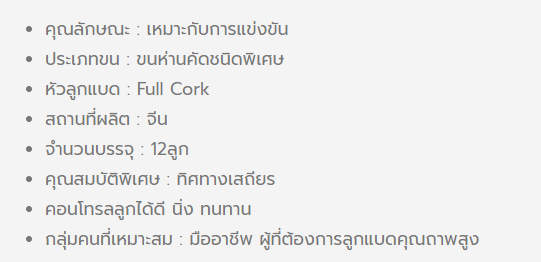 • คุณลักษณะ : เหมาะกับการแข่งขัน
• ประเภทขน : ขนห่านคัดชนิดพิเศษ
• หัวลูกแบด : Full Cork
• สถานที่ผลิต : จีน
• จำนวนบรรจุ : 12ลูก
• คุณสมบัติพิเศษ : ทิศทางเสถียร
• คอนโทรลลูกได้ดี นิ่ง ทนทาน
• กลุ่มคนที่เหมาะสม : มืออาชีพ ผู้ที่ต้องการลูกแบดคุณถาพสูง